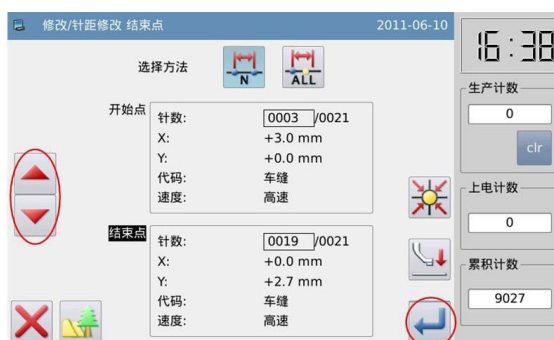 修改/针距修改 结束点 2011-06-10
16:38
选择方法
N
ALL
开始点
针数: 0003 /0021
X: +3.0 mm
Y: +0.0 mm
代码: 车缝
速度: 高速
结束点
针数: 0019 /0021
X: +0.0 mm
Y: +2.7 mm
代码: 车缝
速度: 高速
生产计数
0
clr
上电计数
0
累积计数
9027